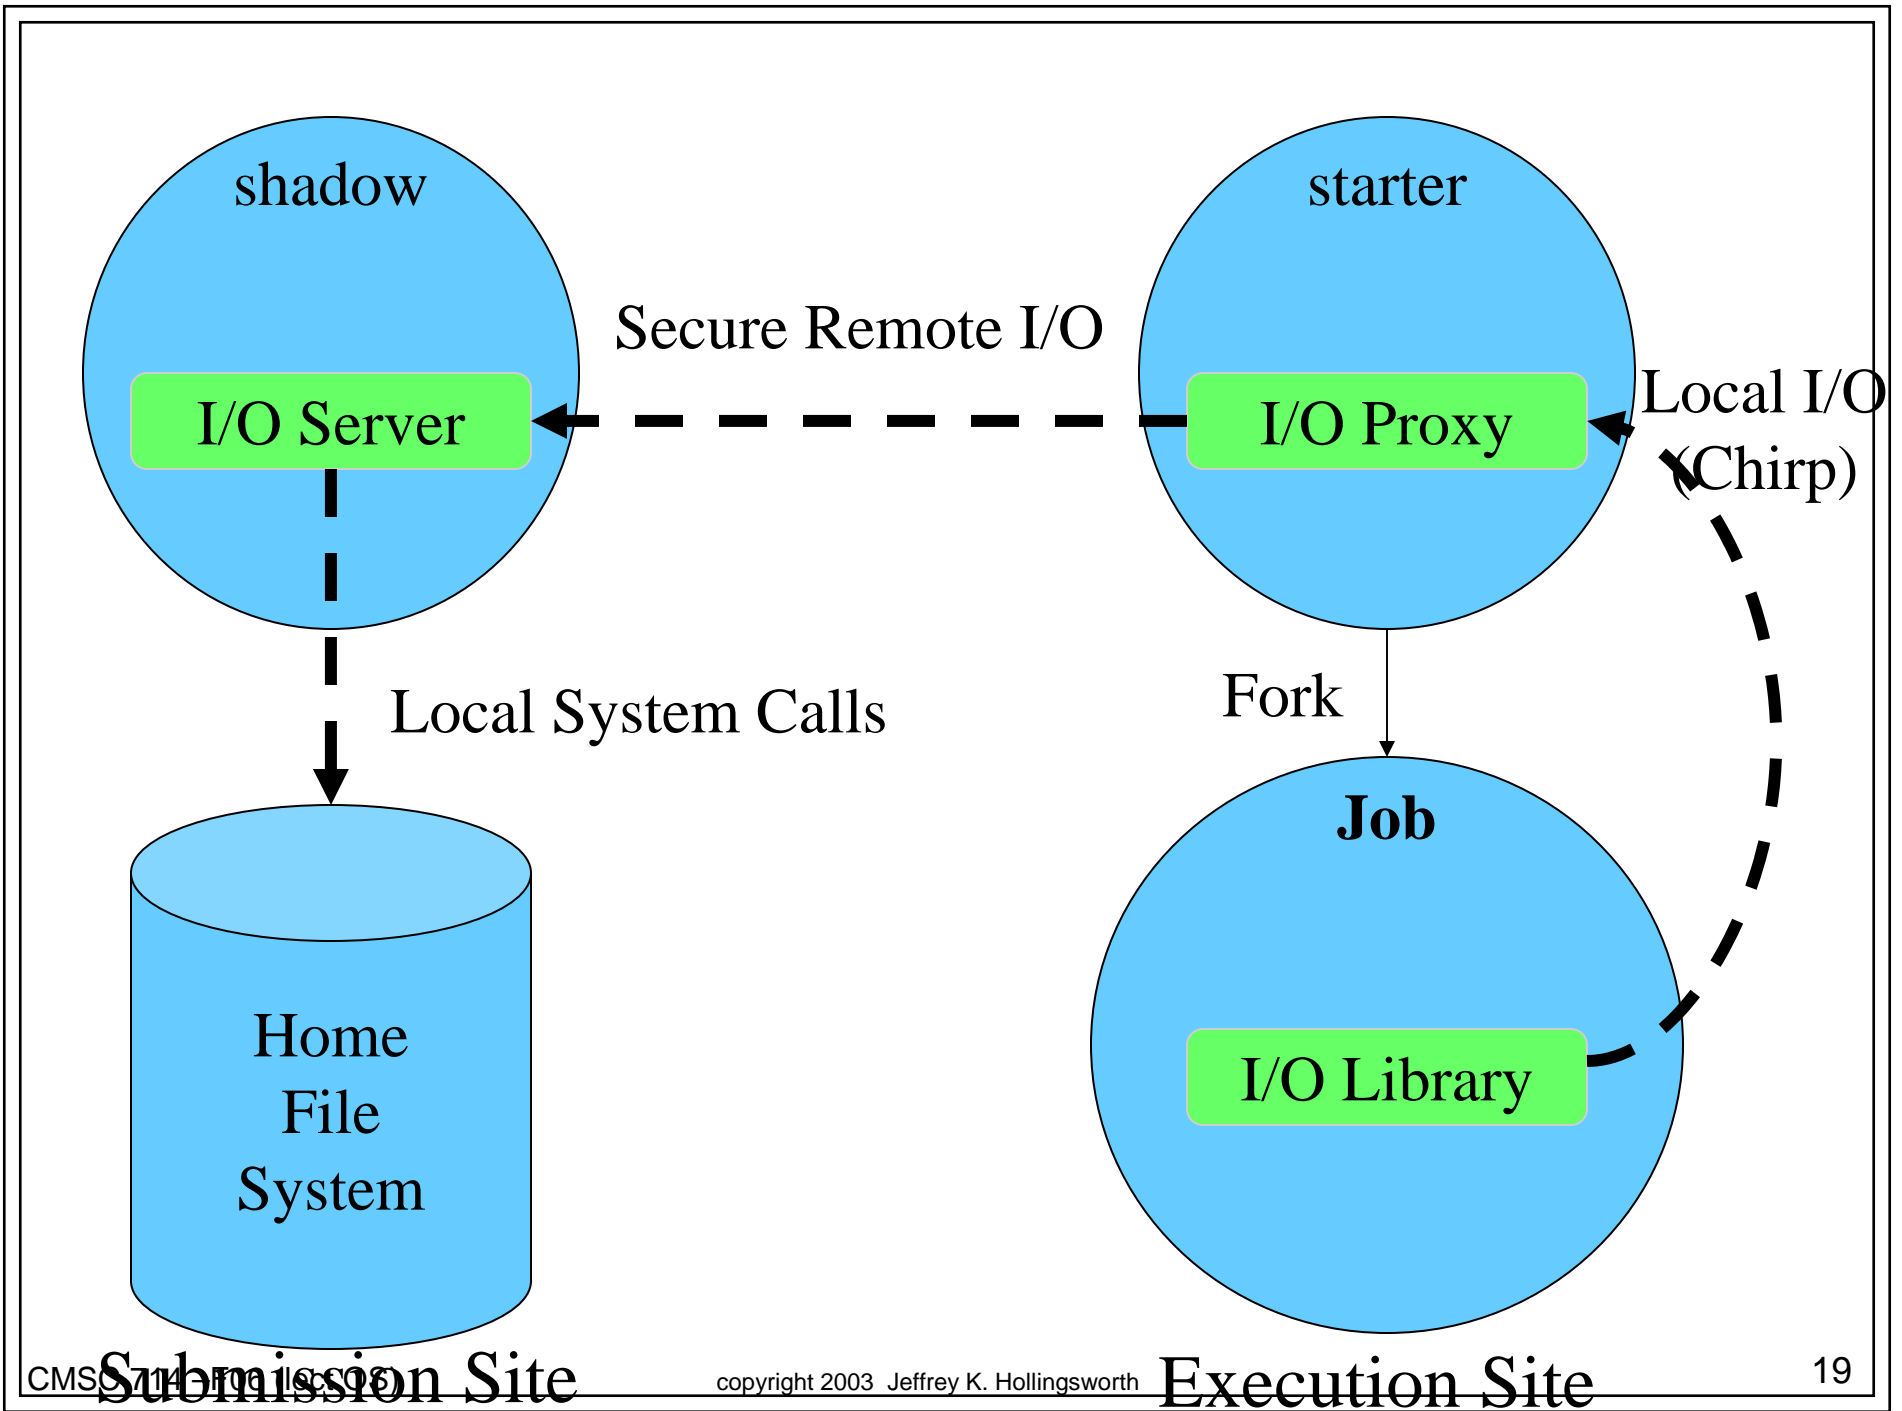 shadow
starter
Secure Remote I/O
I/O Server
I/O Proxy
Local I/O
(Chirp)
Local System Calls
Fork
Job
Home
File
System
I/O Library
Submission Site
Execution Site
copyright 2003 Jeffrey K. Hollingsworth
19